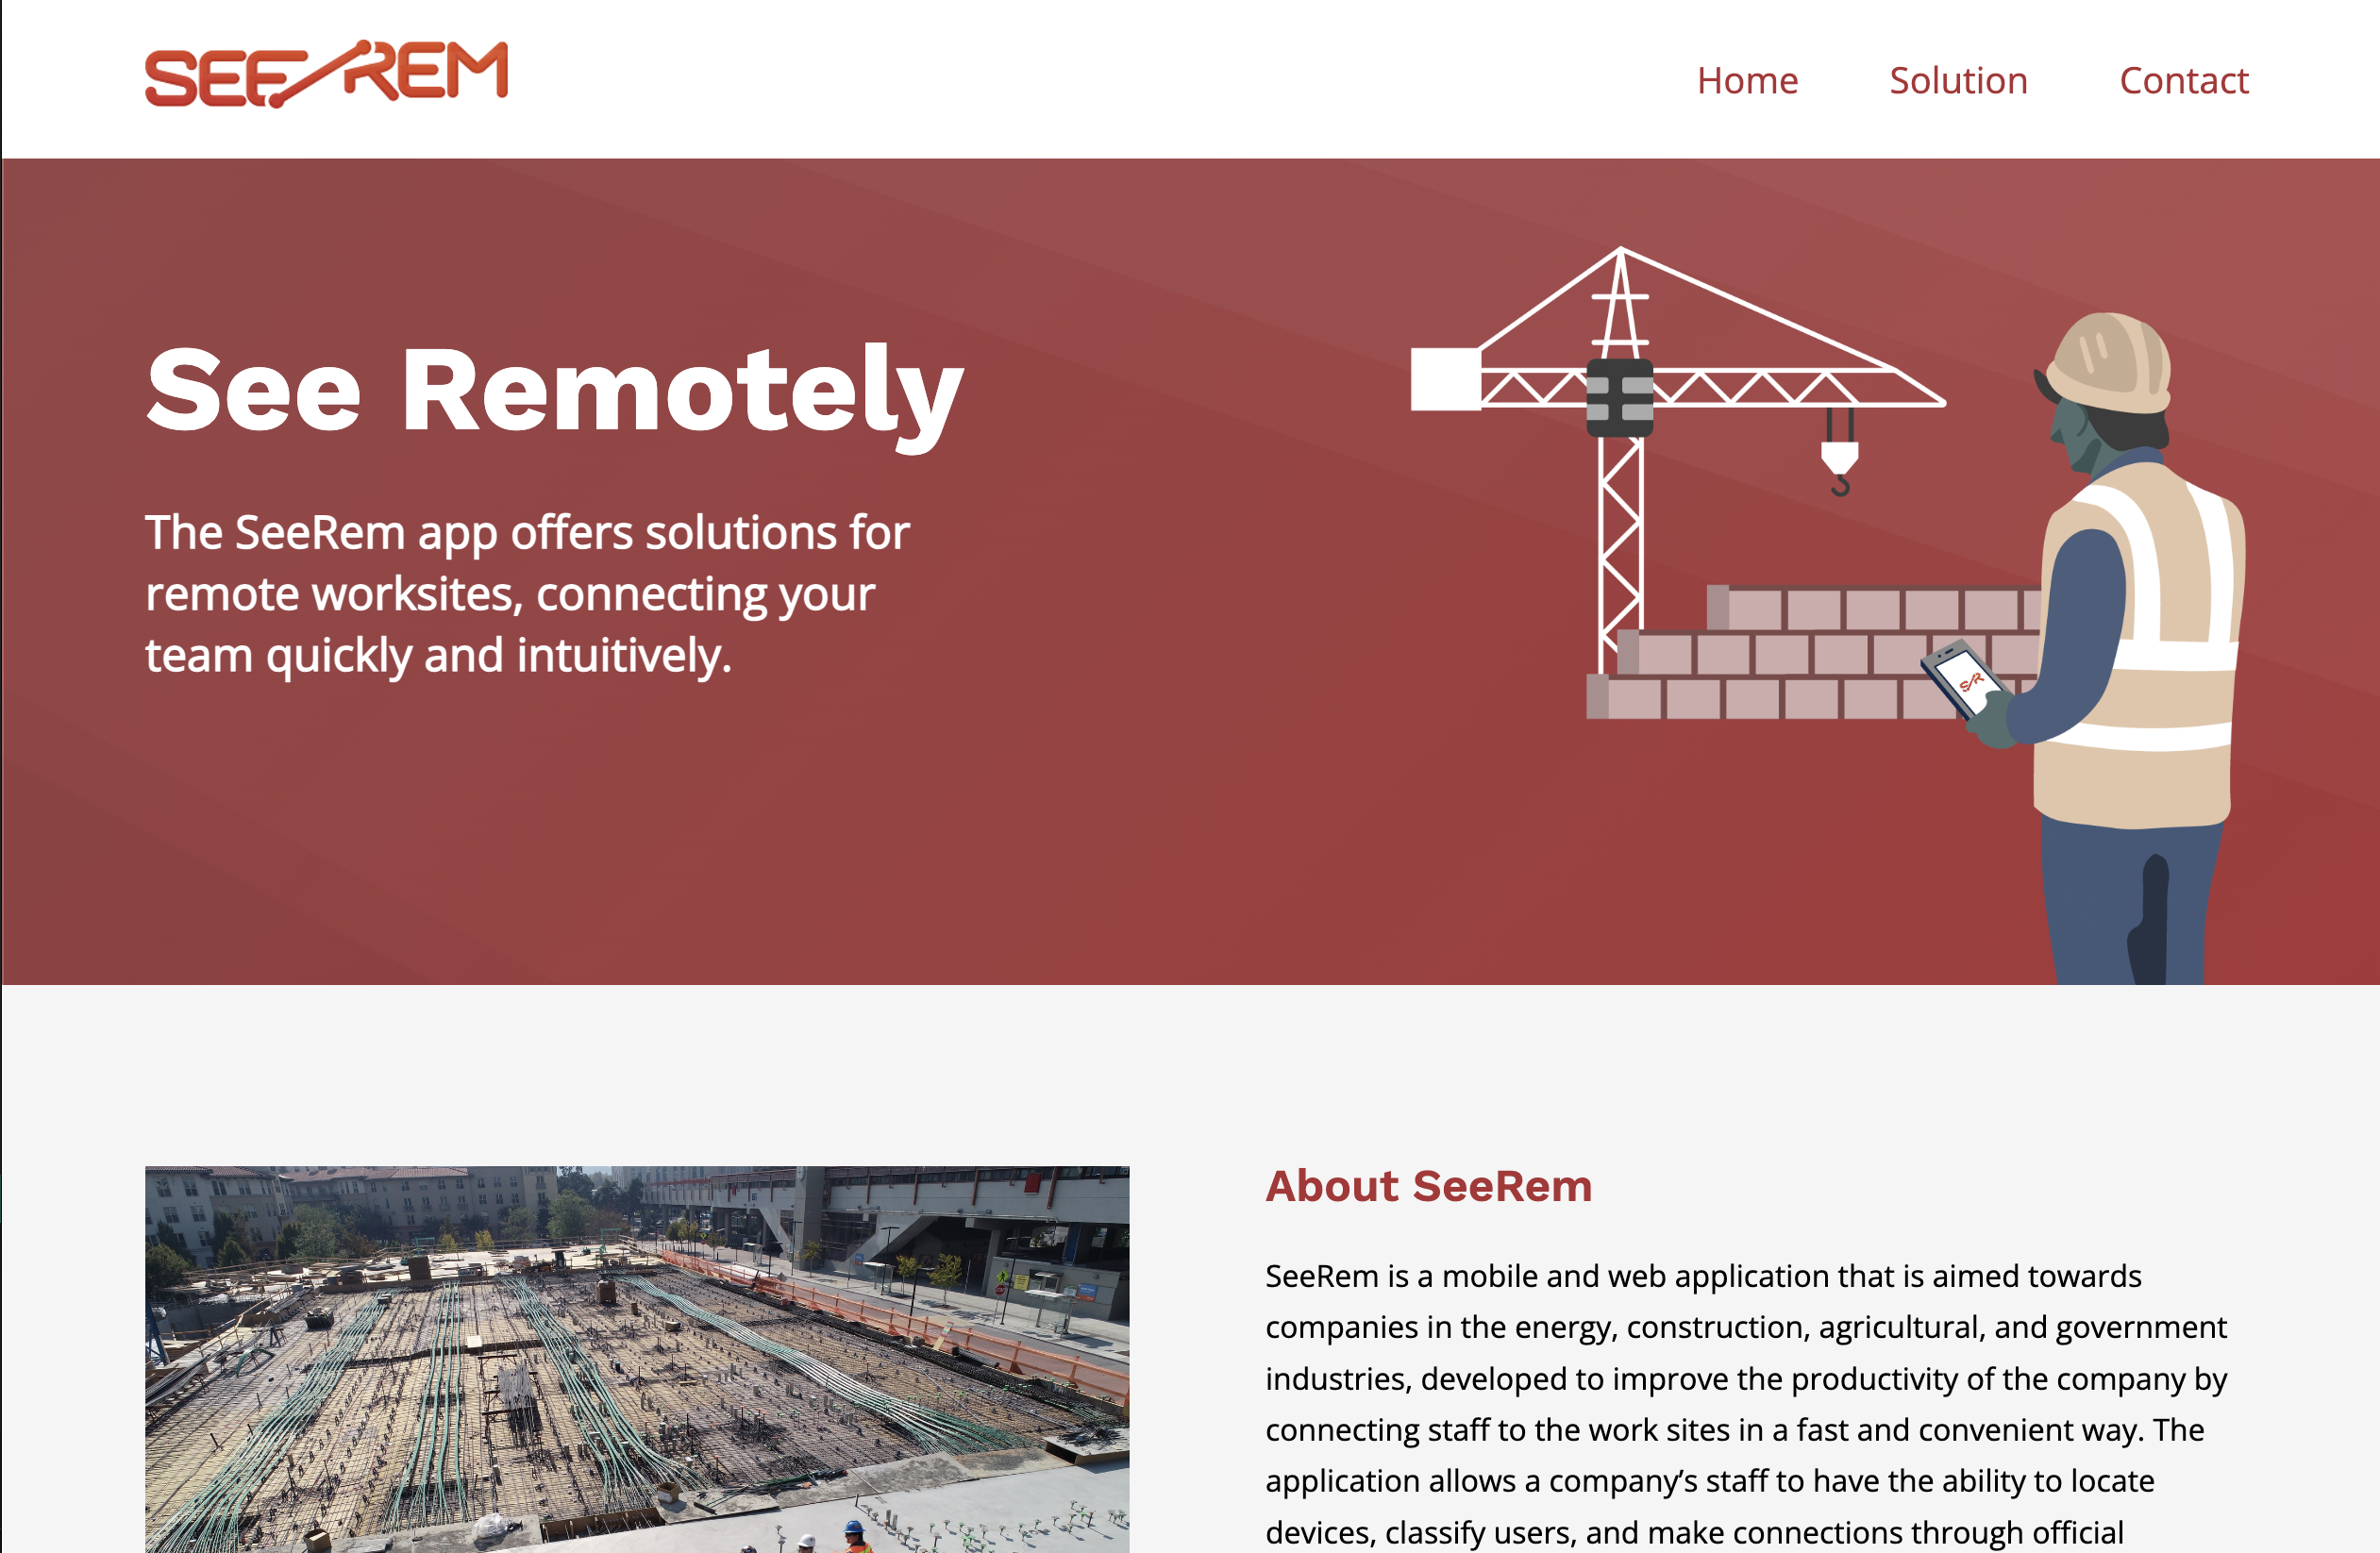 SEEREM
Home Solution Contact
See Remotely
The SeeRem app offers solutions for
remote worksites, connecting your
team quickly and intuitively.
S/R
About SeeRem
SeeRem is a mobile and web application that is aimed towards
companies in the energy, construction, agricultural, and government
industries, developed to improve the productivity of the company by
connecting staff to the work sites in a fast and convenient way. The
application allows a company’s staff to have the ability to locate
devices, classify users, and make connections through official